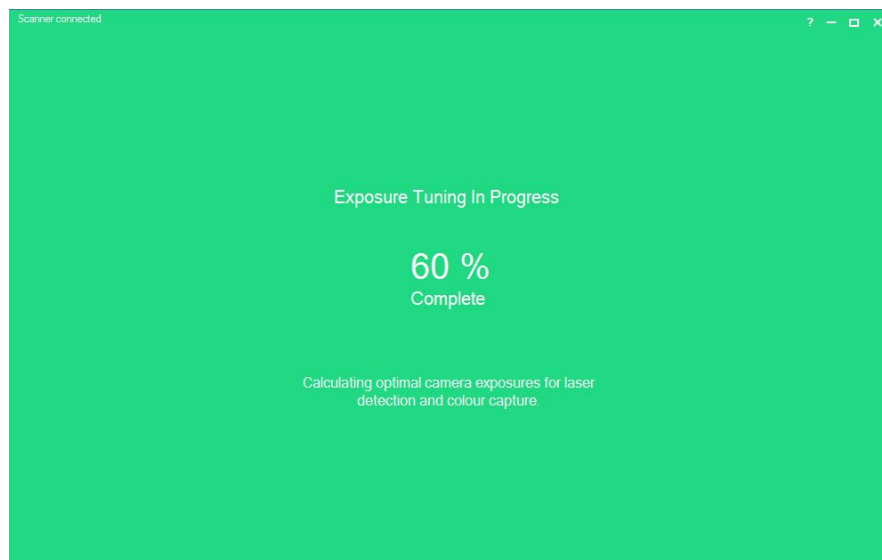 Scanner connected
?
Exposure Tuning In Progress
60 %
Complete
Calculating optimal camera exposures for laser
detection and colour capture.